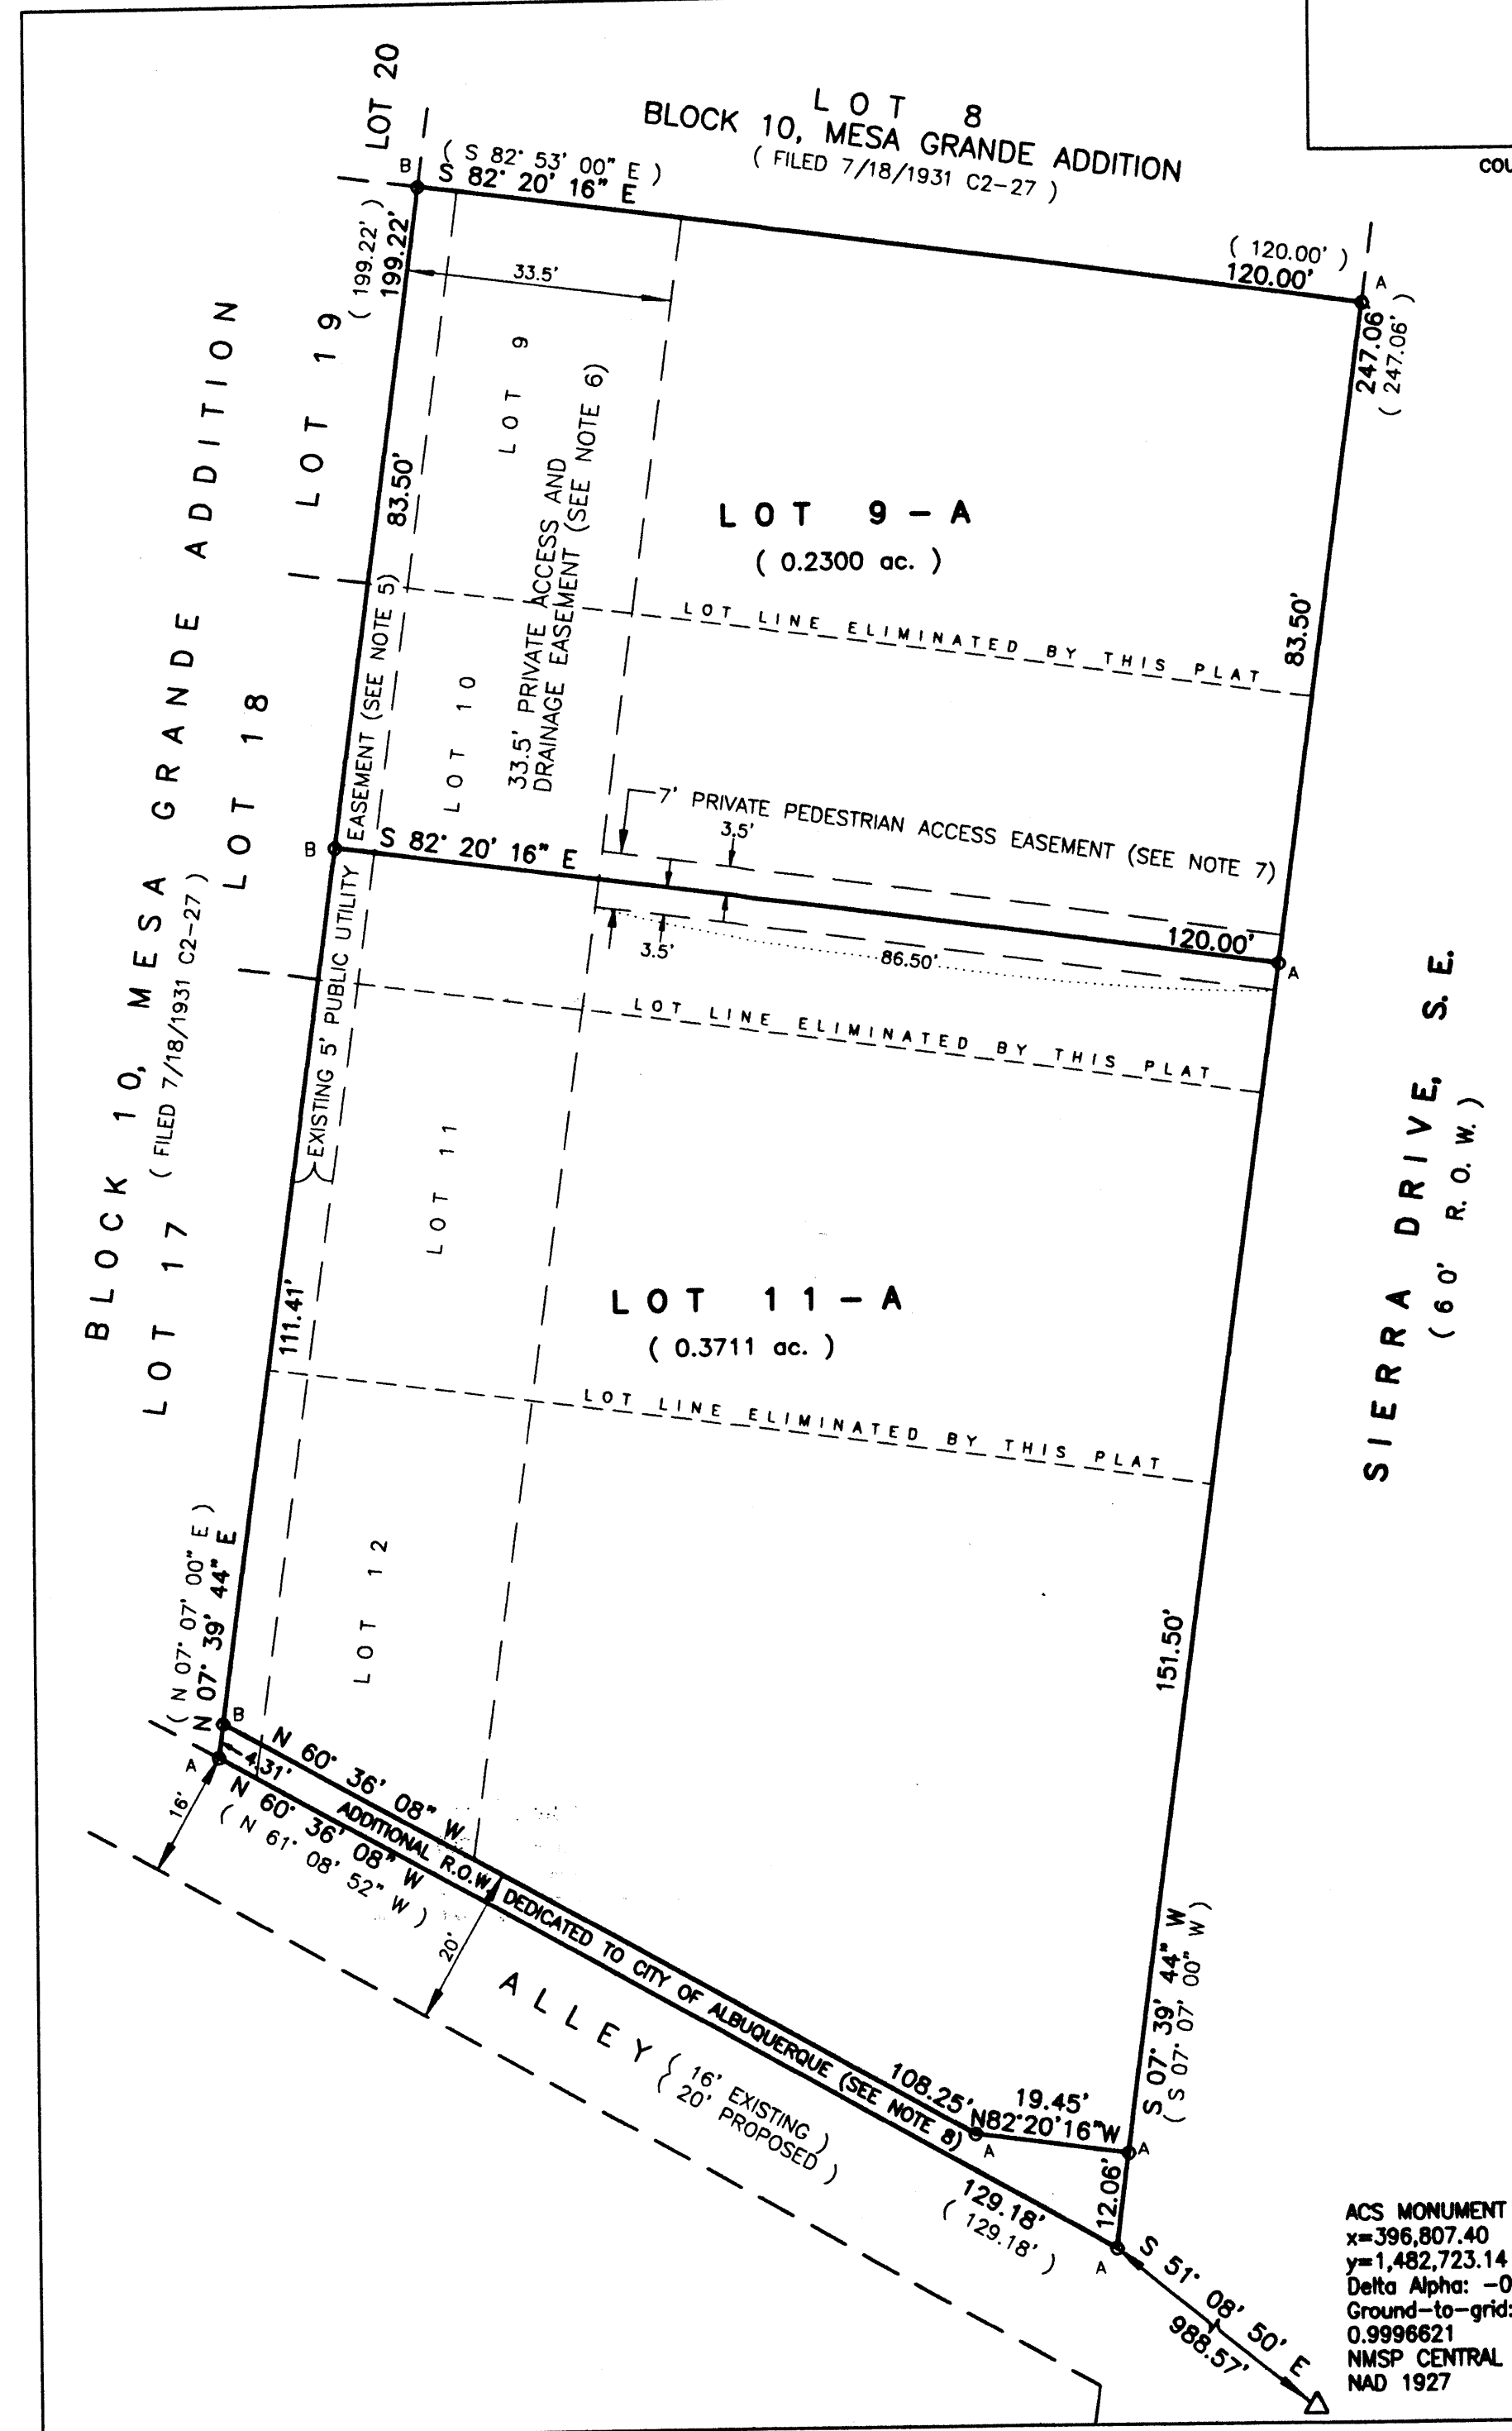 LOT 20
LOT 8
BLOCK 10, MESA GRANDE ADDITION
( FILED 7/18/1931 C2-27 )
COU
B
( S 82° 53' 00" E )
S 82° 20' 16" E
( 120.00' )
120.00'
A
( 199.22' )
199.22'
33.5'
247.06'
( 247.06' )
LOT 19
LOT 9
83.50'
33.5' PRIVATE ACCESS AND
DRAINAGE EASEMENT (SEE NOTE 6)
LOT 9-A
( 0.2300 ac. )
LOT LINE ELIMINATED BY THIS PLAT
83.50'
BLOCK 10, MESA GRANDE ADDITION
LOT 18
LOT 10
EXISTING 5' PUBLIC UTILITY EASEMENT (SEE NOTE 5)
7' PRIVATE PEDESTRIAN ACCESS EASEMENT (SEE NOTE 7)
3.5'
B
S 82° 20' 16" E
120.00'
A
3.5'
86.50'
LOT 17
( FILED 7/18/1931 C2-27 )
LOT LINE ELIMINATED BY THIS PLAT
SIERRA DRIVE, S.E.
( 60' R. O. W. )
LOT 11
111.41'
LOT 11-A
( 0.3711 ac. )
LOT LINE ELIMINATED BY THIS PLAT
( N 07° 07' 00" E )
N 07° 39' 44" E
LOT 12
151.50'
B
A
4.31'
16'
N 60° 36' 08" W
ADDITIONAL R.O.W. DEDICATED TO CITY OF ALBUQUERQUE (SEE NOTE 8)
N 60° 36' 08" W
( N 61° 08' 52" W )
20'
S 07° 39' 44" W
( S 07° 07' 00" W )
ALLEY
( 16' EXISTING )
( 20' PROPOSED )
108.25'
19.45'
N82°20'16"W
A
A
12.06'
129.18'
( 129.18' )
A
S 51° 08' 50' E
988.57'
ACS MONUMENT
x=396,807.40
y=1,482,723.14
Delta Alpha: -0
Ground-to-grid:
0.9996621
NMSP CENTRAL
NAD 1927